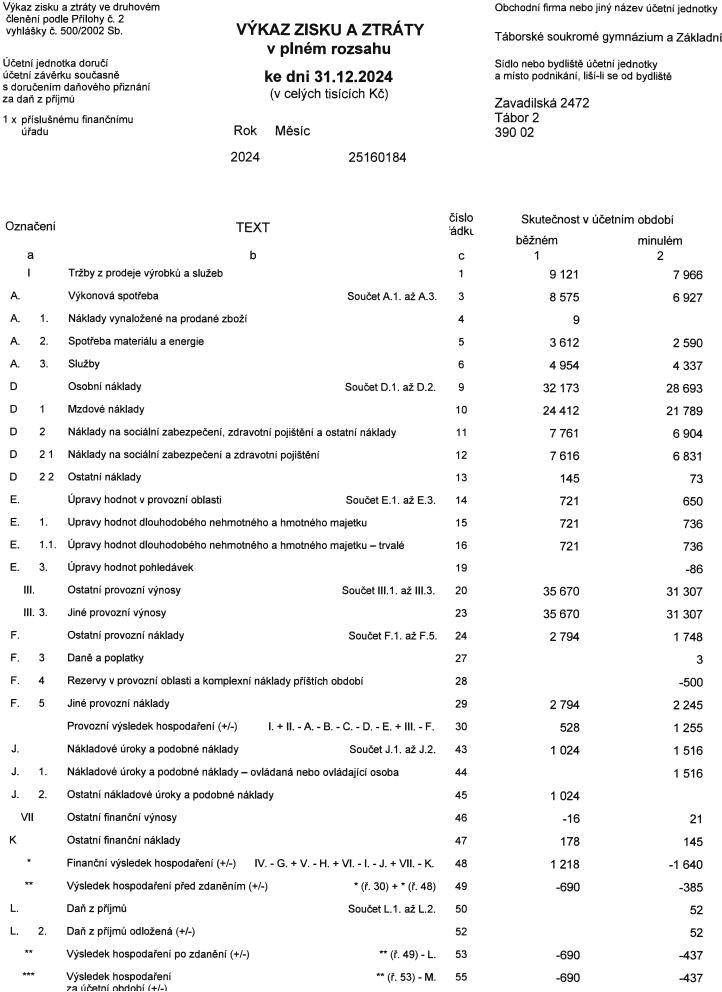 Výkaz zisku a ztráty ve druhovém
členění podle Přílohy č. 2
vyhlášky č. 500/2002 Sb.
Účetní jednotka doručí
účetní závěrku současně
s doručením daňového přiznání
za daň z příjmů
1 x příslušnému finančnímu
úřadu
VÝKAZ ZISKU A ZTRÁTY
v plném rozsahu
ke dni 31.12.2024
(v celých tisících Kč)
Rok Měsíc
2024 25160184
Obchodní firma nebo jiný název účetní jednotky
Táborské soukromé gymnázium a Základní
Sídlo nebo bydliště účetní jednotky
a místo podnikání, liší-li se od bydliště
Zavadilská 2472
Tábor 2
390 02
Označení TEXT číslo Skutečnost v účetním období
řádku běžném minulém
a b c 1 2
I Tržby z prodeje výrobků a služeb 1 9 121 7 966
A. Výkonová spotřeba Součet A.1. až A.3. 3 8 575 6 927
A. 1. Náklady vynaložené na prodané zboží 4 9
A. 2. Spotřeba materiálu a energie 5 3 612 2 590
A. 3. Služby 6 4 954 4 337
D Osobní náklady Součet D.1. až D.2. 9 32 173 28 693
D 1 Mzdové náklady 10 24 412 21 789
D 2 Náklady na sociální zabezpečení, zdravotní pojištění a ostatní náklady 11 7 761 6 904
D 2 1 Náklady na sociální zabezpečení a zdravotní pojištění 12 7 616 6 831
D 2 2 Ostatní náklady 13 145 73
E. Úpravy hodnot v provozní oblasti Součet E.1. až E.3. 14 721 650
E. 1. Upravy hodnot dlouhodobého nehmotného a hmotného majetku 15 721 736
E. 1.1. Úpravy hodnot dlouhodobého nehmotného a hmotného majetku – trvalé 16 721 736
E. 3. Úpravy hodnot pohledávek 19 -86
III. Ostatní provozní výnosy Součet III.1. až III.3. 20 35 670 31 307
III. 3. Jiné provozní výnosy 23 35 670 31 307
F. Ostatní provozní náklady Součet F.1. až F.5. 24 2 794 1 748
F. 3 Daně a poplatky 27 3
F. 4 Rezervy v provozní oblasti a komplexní náklady příštích období 28 -500
F. 5 Jiné provozní náklady 29 2 794 2 245
Provozní výsledek hospodaření (+/-) I. + II. - A. - B. - C. - D. - E. + III. - F. 30 528 1 255
J. Nákladové úroky a podobné náklady Součet J.1. až J.2. 43 1 024 1 516
J. 1. Nákladové úroky a podobné náklady – ovládaná nebo ovládající osoba 44 1 516
J. 2. Ostatní nákladové úroky a podobné náklady 45 1 024
VII Ostatní finanční výnosy 46 -16 21
K Ostatní finanční náklady 47 178 145
* Finanční výsledek hospodaření (+/-) IV. - G. + V. - H. + VI. - I. - J. + VII. - K. 48 1 218 -1 640
** Výsledek hospodaření před zdaněním (+/-) * (ř. 30) + * (ř. 48) 49 -690 -385
L. Daň z příjmů Součet L.1. až L.2. 50 52
L. 2. Daň z příjmů odložená (+/-) 52 52
** Výsledek hospodaření po zdanění (+/-) ** (ř. 49) - L. 53 -690 -437
*** Výsledek hospodaření ** (ř. 53) - M. 55 -690 -437
za účetní období (+/-)